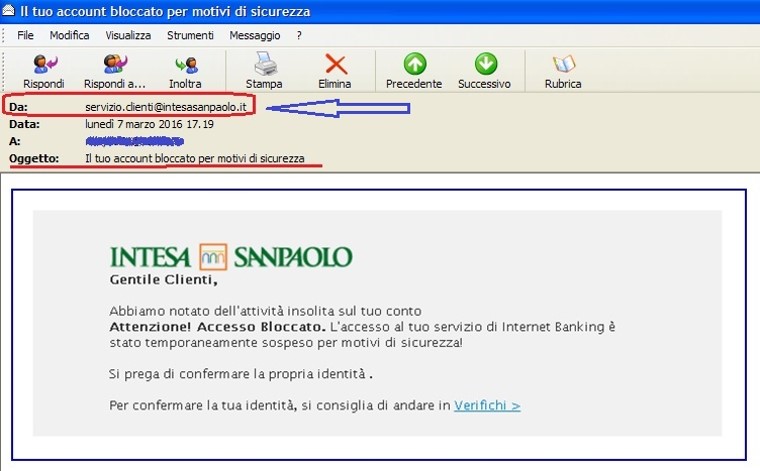 Il tuo account bloccato per motivi di sicurezza
File Modifica Visualizza Strumenti Messaggio ?
Rispondi Rispondi a... Inoltra Stampa Elimina Precedente Successivo Rubrica
Da: servizio.clienti@intesasanpaolo.it
Data: lunedì 7 marzo 2016 17.19
A:
Oggetto: Il tuo account bloccato per motivi di sicurezza
INTESA SANPAOLO
Gentile Clienti,
Abbiamo notato dell'attività insolita sul tuo conto
Attenzione! Accesso Bloccato. L'accesso al tuo servizio di Internet Banking è
stato temporaneamente sospeso per motivi di sicurezza!
Si prega di confermare la propria identità .
Per confermare la tua identità, si consiglia di andare in Verifichi >